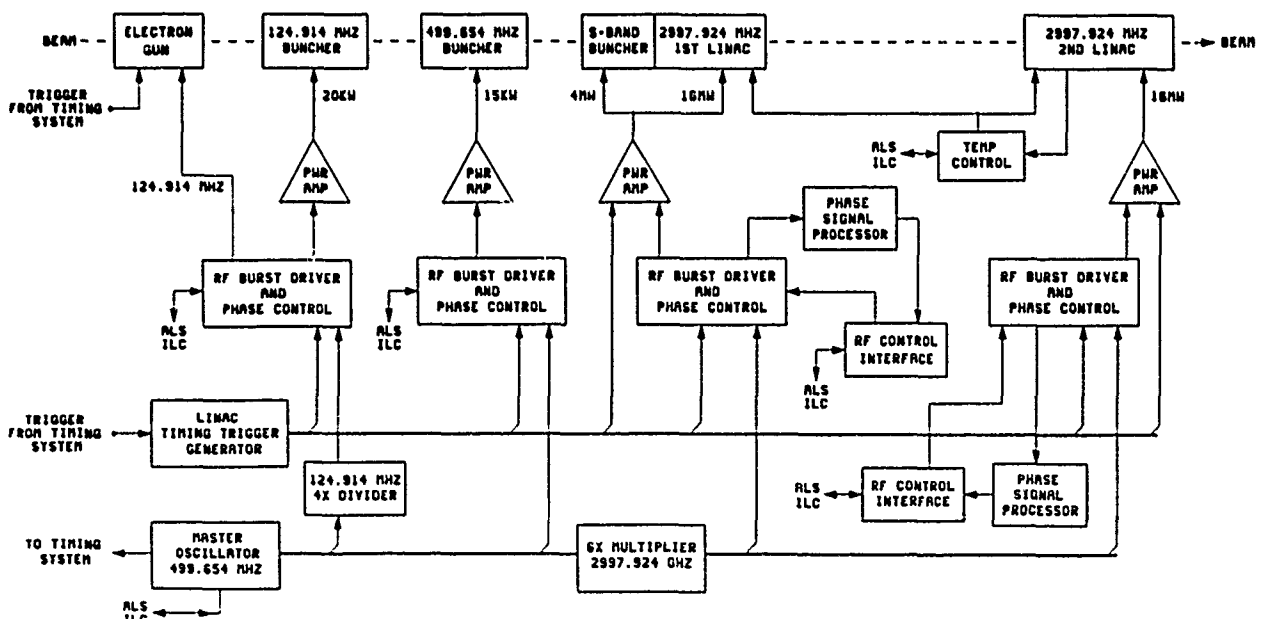 BEAM
ELECTRON
GUN
124.914 MHZ
BUNCHER
499.654 MHZ
BUNCHER
S-BAND
BUNCHER
2997.924 MHZ
1ST LINAC
2997.924 MHZ
2ND LINAC
BEAM
TRIGGER
FROM TIMING
SYSTEM
20KW
15KW
4MW
16MW
16MW
ALS
ILC
TEMP
CONTROL
PWR
AMP
PWR
AMP
PWR
AMP
PWR
AMP
124.914 MHZ
PHASE
SIGNAL
PROCESSOR
RF BURST DRIVER
AND
PHASE CONTROL
RF BURST DRIVER
AND
PHASE CONTROL
RF BURST DRIVER
AND
PHASE CONTROL
RF BURST DRIVER
AND
PHASE CONTROL
ALS
ILC
ALS
ILC
RF CONTROL
INTERFACE
ALS
ILC
TRIGGER
FROM TIMING
SYSTEM
LINAC
TIMING TRIGGER
GENERATOR
124.914 MHZ
4X DIVIDER
ALS
ILC
RF CONTROL
INTERFACE
PHASE
SIGNAL
PROCESSOR
TO TIMING
SYSTEM
MASTER
OSCILLATOR
499.654 MHZ
6X MULTIPLIER
2997.924 GHZ
ALS
ILC